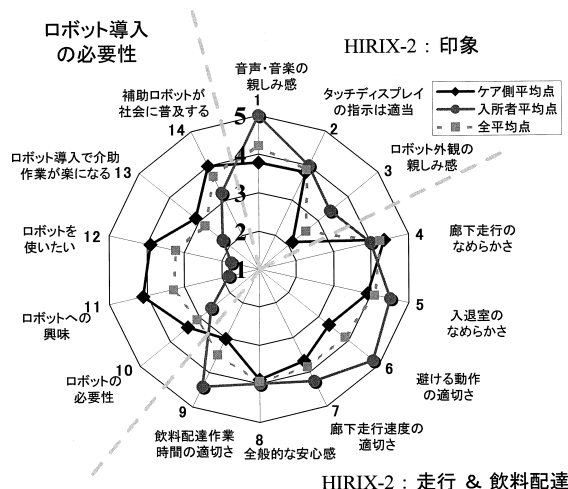 ロボット導入
の必要性
HIRIX-2：印象
音声・音楽の
親しみ感
1
補助ロボットが
社会に普及する
14
タッチディスプレイ
の指示は適当
2
ケア側平均点
入所者平均点
全平均点
ロボット外観の
親しみ感
3
ロボット導入で介助
作業が楽になる
13
5
4
3
2
1
廊下走行の
なめらかさ
4
ロボットを
使いたい
12
入退室の
なめらかさ
5
ロボットへの
興味
11
避ける動作
の適切さ
6
ロボットの
必要性
10
廊下走行速度の
適切さ
7
飲料配達作業
時間の適切さ
9
全般的な安心感
8
HIRIX-2：走行 & 飲料配達